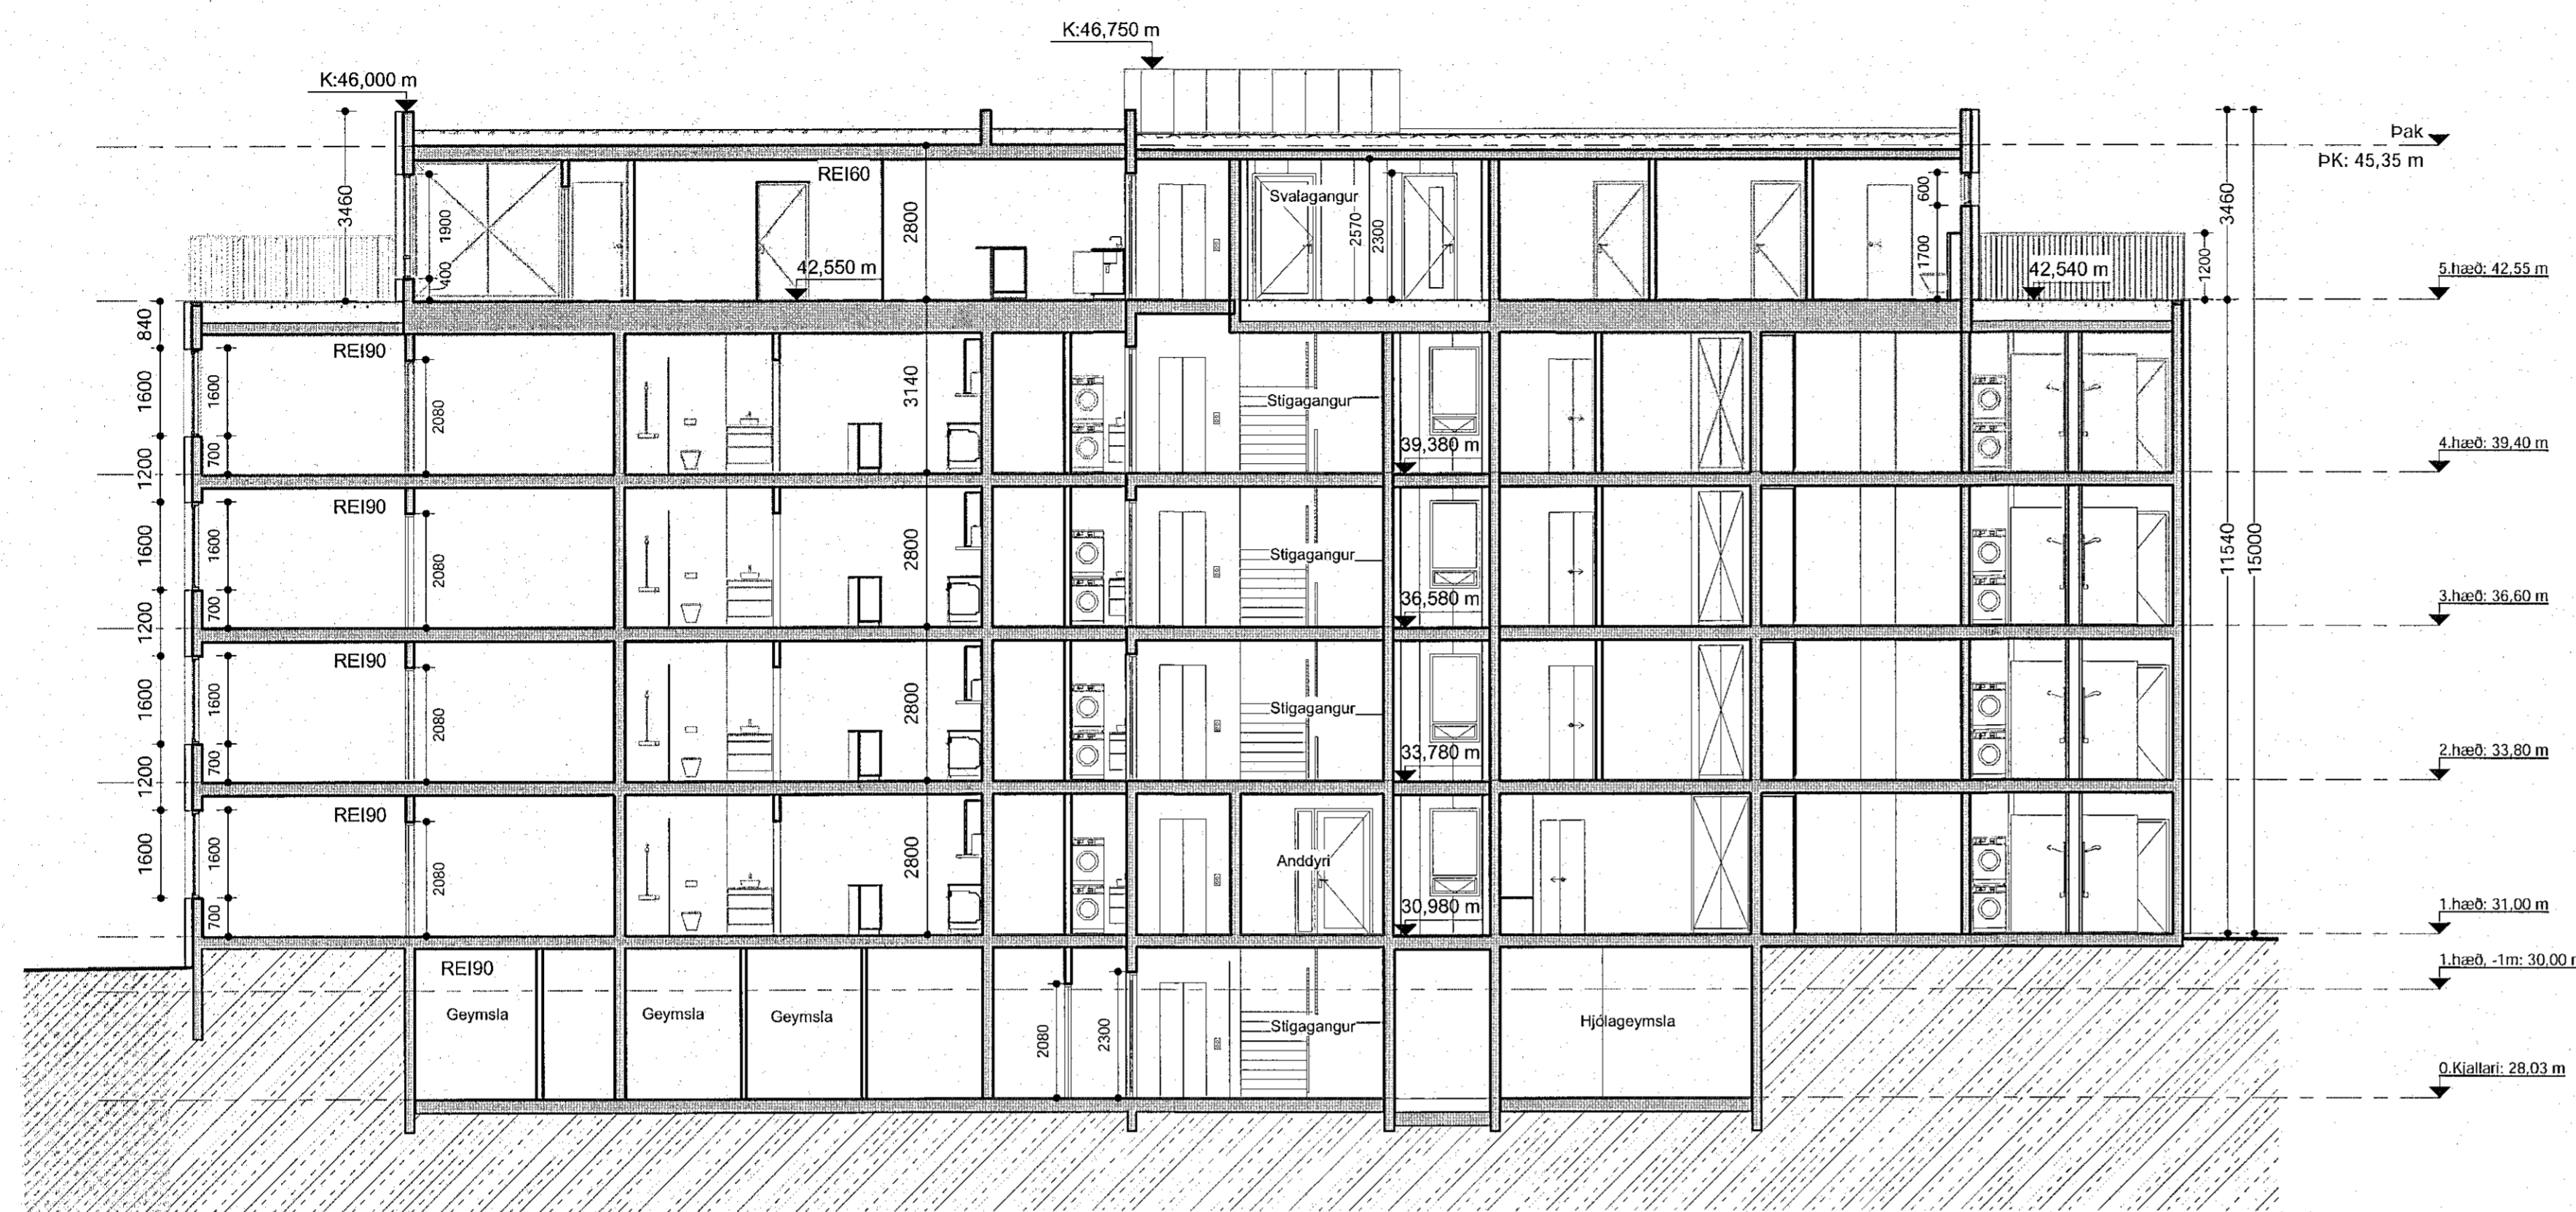 K:46,750 m
K:46,000 m
Þak
ÞK: 45,35 m
REI60
Svalagangur
3460
1900
400
2800
2570
2300
600
1700
3460
1200
42,550 m
42,540 m
5.hæð: 42,55 m
840
REI90
1600
1600
2080
3140
Stigagangur
39,380 m
700
4.hæð: 39,40 m
1200
REI90
1600
1600
2080
2800
Stigagangur
11540
15000
36,580 m
700
3.hæð: 36,60 m
1200
REI90
1600
1600
2080
2800
Stigagangur
33,780 m
700
2.hæð: 33,80 m
1200
REI90
1600
1600
2080
2800
Anddyri
30,980 m
700
1.hæð: 31,00 m
REI90
1.hæð, -1m: 30,00 m
Geymsla
Geymsla
Geymsla
2080
2300
Stigagangur
Hjólageymsla
0.Kjallari: 28,03 m